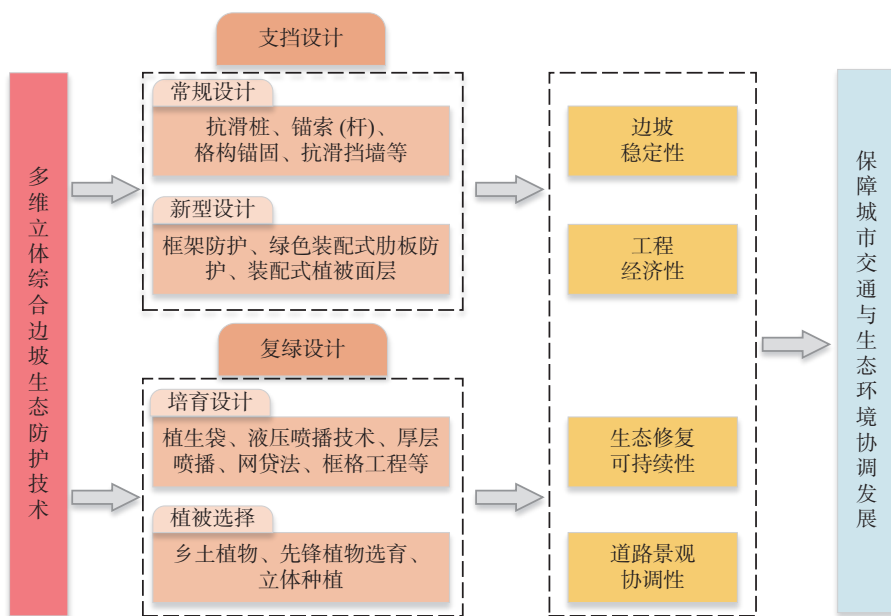 多维立体综合边坡生态防护技术
支挡设计
常规设计
抗滑桩、锚索 (杆)、
格构锚固、抗滑挡墙等
新型设计
框架防护、绿色装配式肋板防
护、装配式植被面层
复绿设计
培育设计
植生袋、液压喷播技术、厚层
喷播、网贷法、框格工程等
植被选择
乡土植物、先锋植物选育、
立体种植
边坡
稳定性
工程
经济性
生态修复
可持续性
道路景观
协调性
保障城市交通与生态环境协调发展